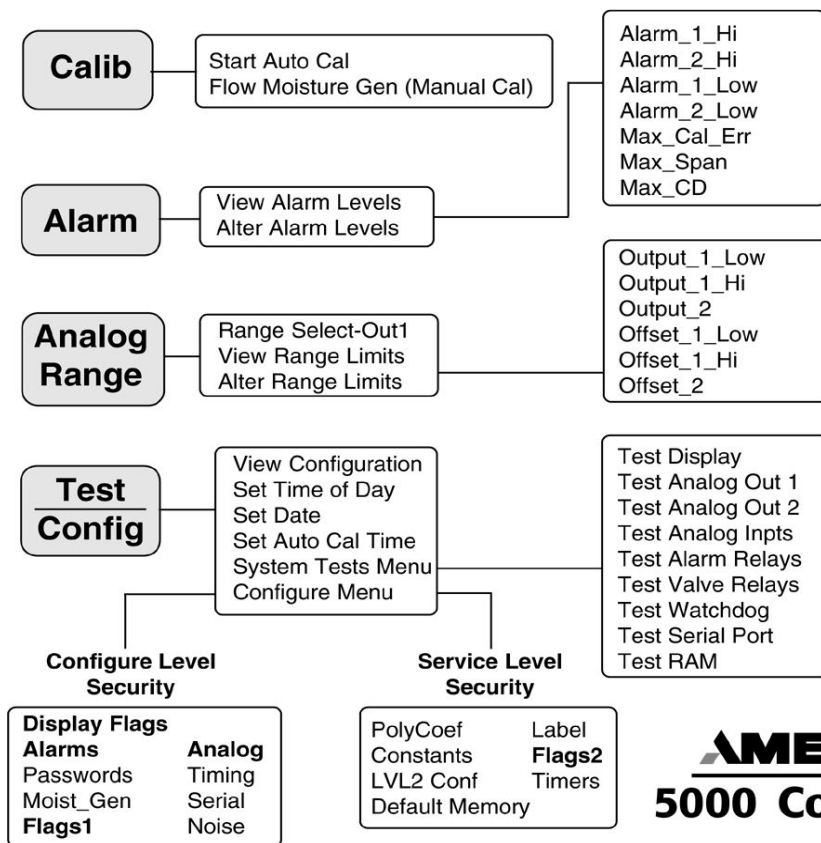 Calib
Start Auto Cal
Flow Moisture Gen (Manual Cal)
Alarm_1_Hi
Alarm_2_Hi
Alarm_1_Low
Alarm_2_Low
Max_Cal_Err
Max_Span
Max_CD
Alarm
View Alarm Levels
Alter Alarm Levels
Analog
Range
Range Select-Out1
View Range Limits
Alter Range Limits
Output_1_Low
Output_1_Hi
Output_2
Offset_1_Low
Offset_1_Hi
Offset_2
Test
Config
View Configuration
Set Time of Day
Set Date
Set Auto Cal Time
System Tests Menu
Configure Menu
Test Display
Test Analog Out 1
Test Analog Out 2
Test Analog Inpts
Test Alarm Relays
Test Valve Relays
Test Watchdog
Test Serial Port
Test RAM
Configure Level
Security
Display Flags
Alarms Analog
Passwords Timing
Moist_Gen Serial
Flags1 Noise
Service Level
Security
PolyCoef Label
Constants Flags2
LVL2 Conf Timers
Default Memory
AME
5000 Co